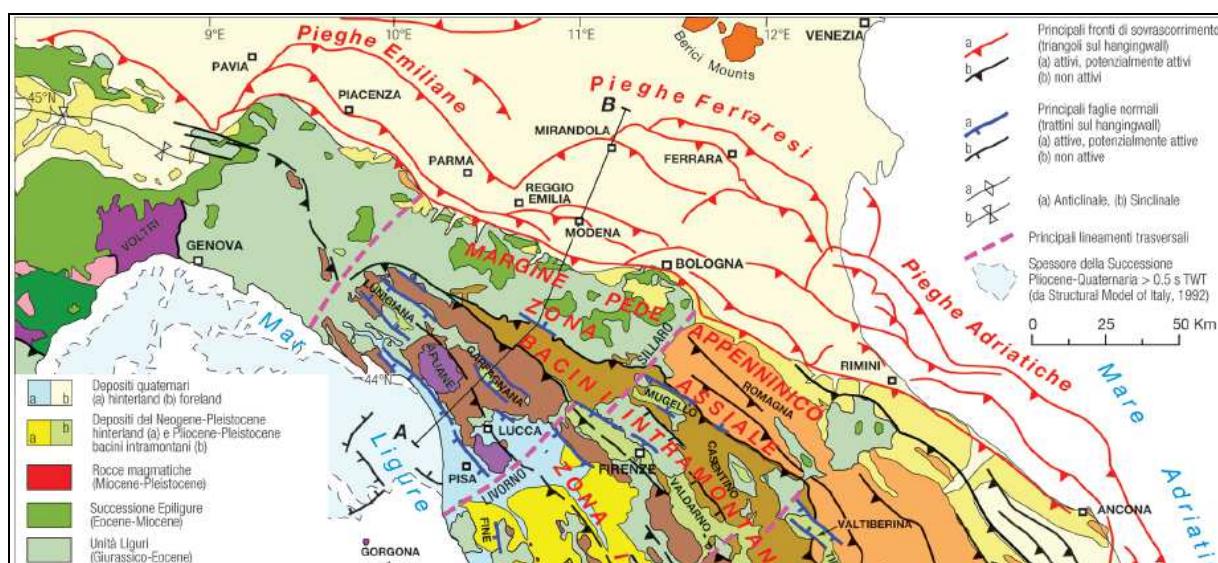 9°E
10°E
11°E
12°E
VENEZIA
PAVIA
Pieghe Emiliane
Berici Mounts
45°N
PIACENZA
B
Pieghe Ferraresi
MIRANDOLA
FERRARA
PARMA
REGGIO
EMILIA
MODENA
BOLOGNA
VOLTRI
GENOVA
MARGINE PEDE APPENNINICO
ZONA ASSIALE
BACINI INTRAMONTAN
ZONA I
LUNIGIANA
APUANE
GARFAGNANA
SILLARO
MUGELLO
ROMAGNA
RIMINI
Pieghe Adriatiche
Mare
Adriati
Mar
Ligure
44°N
A
LUCCA
PISA
LIVORNO
FIRENZE
CASENTINO
VALDARNO
VALTIBERINA
ANCONA
FINE
GORGONA
Principali fronti di sovrascorrimento
(triangoli sul hangingwall)
a
b
(a) attivi, potenzialmente attivi
(b) non attivi
Principali faglie normali
(trattini sul hangingwall)
a
b
(a) attive, potenzialmente attive
(b) non attive
a
b
(a) Anticlinale, (b) Sinclinale
Principali lineamenti trasversali
Spessore della Successione
Pliocene-Quaternaria > 0.5 s TWT
(da Structural Model of Italy, 1992)
0 25 50 Km
a b
Depositi quaternari
(a) hinterland (b) foreland
a b
Depositi del Neogene-Pleistocene
hinterland (a) e Pliocene-Pleistocene
bacini intramontani (b)
Rocce magmatiche
(Miocene-Pleistocene)
Successione Epiligure
(Eocene-Miocene)
Unità Liguri
(Giurassico-Eocene)